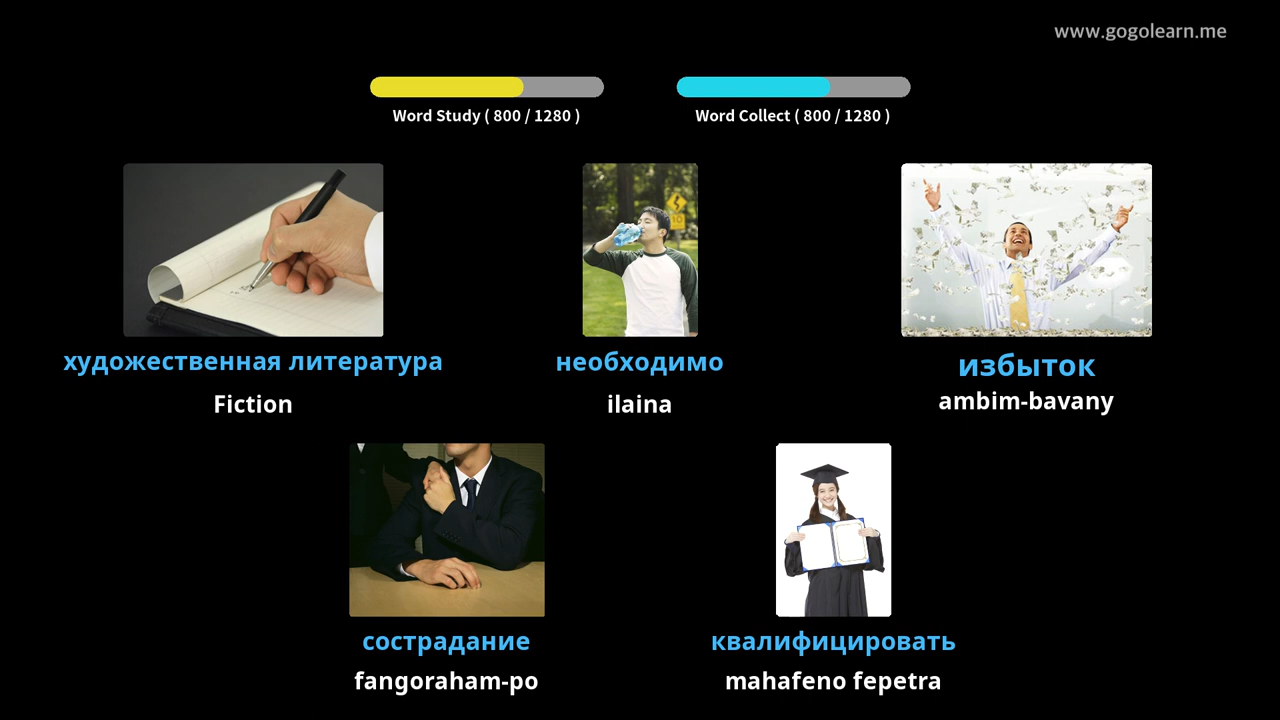 www.gogolearn.me
Word Study ( 800 / 1280 )
Word Collect ( 800 / 1280 )
художественная литература
Fiction
необходимо
ilaina
избыток
ambim-bavany
сострадание
fangoraham-po
квалифицировать
mahafeno fepetra